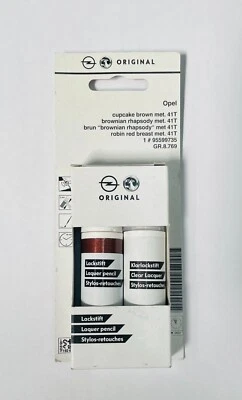 ORIGINAL
Opel
cupcake brown met. 41T
brownian rhapsody met. 41T
brun "brownian rhapsody" met 41T
robin red breast met. 41T
1 # 95599735
GR.8.769
ORIGINAL
Lackstift
Laquer pencil
Stylos-retouches
Klarlackstift
Clear Lacquer
Stylos-retouches
Lackstift
Laquer pencil
Stylos-retouches